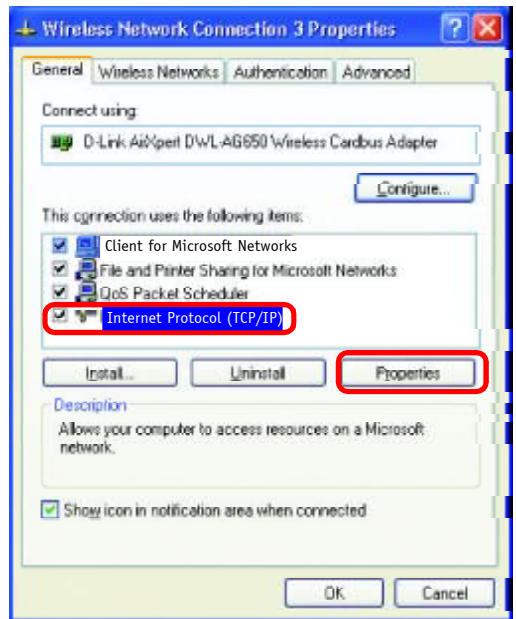 Wireless Network Connection 3 Properties
General Wireless Networks Authentication Advanced
Connect using:
D-Link AirXpert DWL-AG650 Wireless Cardbus Adapter
Configure...
This connection uses the following items:
Client for Microsoft Networks
File and Printer Sharing for Microsoft Networks
QoS Packet Scheduler
Internet Protocol (TCP/IP)
Install... Uninstall Properties
Description
Allows your computer to access resources on a Microsoft
network.
Show icon in notification area when connected
OK Cancel